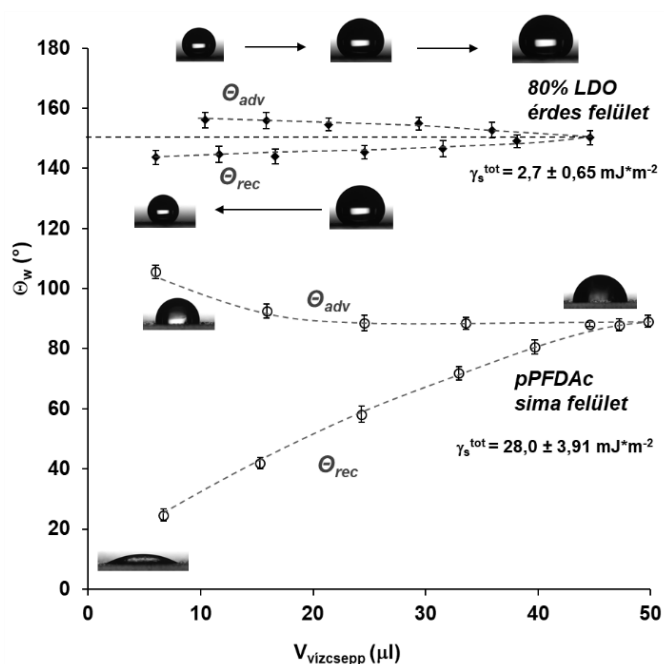 180
160
140
120
100
80
60
40
20
0
Θw (°)
0 10 20 30 40 50
Vvízcsepp (μl)
Θadv
80% LDO
érdes felület
Θrec
γs^tot = 2,7 ± 0,65 mJ*m-2
Θadv
pPFDAc
sima felület
γs^tot = 28,0 ± 3,91 mJ*m-2
Θrec